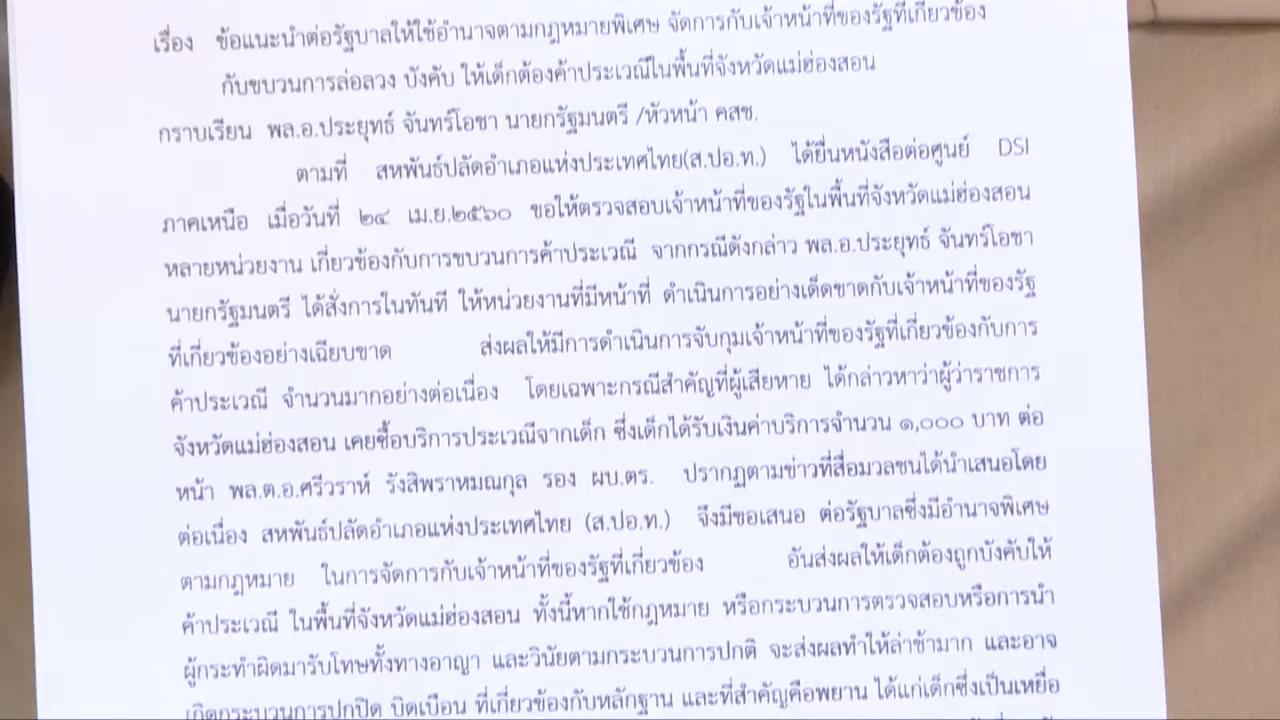 เรื่อง ข้อแนะนำต่อรัฐบาลให้ใช้อำนาจตามกฎหมายพิเศษ จัดการกับเจ้าหน้าที่ของรัฐที่เกี่ยวข้อง
กับขบวนการล่อลวง บังคับ ให้เด็กต้องค้าประเวณีในพื้นที่จังหวัดแม่ฮ่องสอน
กราบเรียน พล.อ.ประยุทธ์ จันทร์โอชา นายกรัฐมนตรี /หัวหน้า คสช.
ตามที่ สหพันธ์ปลัดอำเภอแห่งประเทศไทย(ส.ปอ.ท.) ได้ยื่นหนังสือต่อศูนย์ DSI
ภาคเหนือ เมื่อวันที่ ๒๔ เม.ย.๒๕๖๐ ขอให้ตรวจสอบเจ้าหน้าที่ของรัฐในพื้นที่จังหวัดแม่ฮ่องสอน
หลายหน่วยงาน เกี่ยวข้องกับการขบวนการค้าประเวณี จากกรณีดังกล่าว พล.อ.ประยุทธ์ จันทร์โอชา
นายกรัฐมนตรี ได้สั่งการในทันที ให้หน่วยงานที่มีหน้าที่ ดำเนินการอย่างเด็ดขาดกับเจ้าหน้าที่ของรัฐ
ที่เกี่ยวข้องอย่างเฉียบขาด ส่งผลให้มีการดำเนินการจับกุมเจ้าหน้าที่ของรัฐที่เกี่ยวข้องกับการ
ค้าประเวณี จำนวนมากอย่างต่อเนื่อง โดยเฉพาะกรณีสำคัญที่ผู้เสียหาย ได้กล่าวหาว่าผู้ว่าราชการ
จังหวัดแม่ฮ่องสอน เคยซื้อบริการประเวณีจากเด็ก ซึ่งเด็กได้รับเงินค่าบริการจำนวน ๑,๐๐๐ บาท ต่อ
หน้า พล.ต.อ.ศรีวราห์ รังสิพราหมณกุล รอง ผบ.ตร. ปรากฏตามข่าวที่สื่อมวลชนได้นำเสนอโดย
ต่อเนื่อง สหพันธ์ปลัดอำเภอแห่งประเทศไทย (ส.ปอ.ท.) จึงมีขอเสนอ ต่อรัฐบาลซึ่งมีอำนาจพิเศษ
ตามกฎหมาย ในการจัดการกับเจ้าหน้าที่ของรัฐที่เกี่ยวข้อง อันส่งผลให้เด็กต้องถูกบังคับให้
ค้าประเวณี ในพื้นที่จังหวัดแม่ฮ่องสอน ทั้งนี้หากใช้กฎหมาย หรือกระบวนการตรวจสอบหรือการนำ
ผู้กระทำผิดมารับโทษทั้งทางอาญา และวินัยตามกระบวนการปกติ จะส่งผลทำให้ล่าช้ามาก และอาจ
เกิดกระบวนการปกปิด บิดเบือน ที่เกี่ยวข้องกับหลักฐาน และที่สำคัญคือพยาน ได้แก่เด็กซึ่งเป็นเหยื่อ